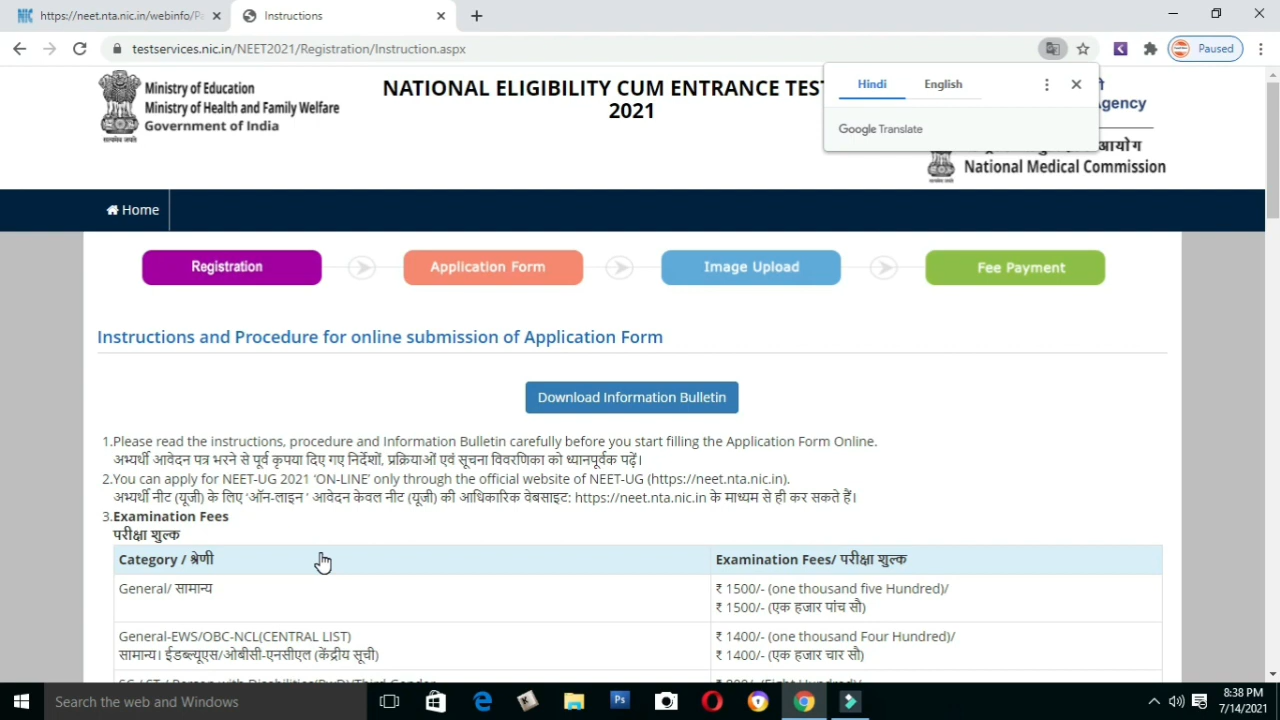 https://neet.nta.nic.in/webinfo/Pa
Instructions
testservices.nic.in/NEET2021/Registration/Instruction.aspx
Paused
Hindi
English
Google Translate
Ministry of Education
Ministry of Health and Family Welfare
Government of India
सत्यमेव जयते
NATIONAL ELIGIBILITY CUM ENTRANCE TES
2021
Agency
आयोग
National Medical Commission
Home
Registration
Application Form
Image Upload
Fee Payment
Instructions and Procedure for online submission of Application Form
Download Information Bulletin
1.Please read the instructions, procedure and Information Bulletin carefully before you start filling the Application Form Online.
अभ्यर्थी आवेदन पत्र भरने से पूर्व कृपया दिए गए निर्देशों, प्रक्रियाओं एवं सूचना विवरणिका को ध्यानपूर्वक पढ़ें।
2.You can apply for NEET-UG 2021 ‘ON-LINE’ only through the official website of NEET-UG (https://neet.nta.nic.in).
अभ्यर्थी नीट (यूजी) के लिए ‘ऑन-लाइन ’ आवेदन केवल नीट (यूजी) की आधिकारिक वेबसाइट: https://neet.nta.nic.in के माध्यम से ही कर सकते हैं।
3.Examination Fees
परीक्षा शुल्क
Category / श्रेणी
Examination Fees/ परीक्षा शुल्क
General/ सामान्य
₹ 1500/- (one thousand five Hundred)/
₹ 1500/- (एक हजार पांच सौ)
General-EWS/OBC-NCL(CENTRAL LIST)
सामान्य। ईडब्ल्यूएस/ओबीसी-एनसीएल (केंद्रीय सूची)
₹ 1400/- (one thousand Four Hundred)/
₹ 1400/- (एक हजार चार सौ)
Search the web and Windows
8:38 PM
7/14/2021